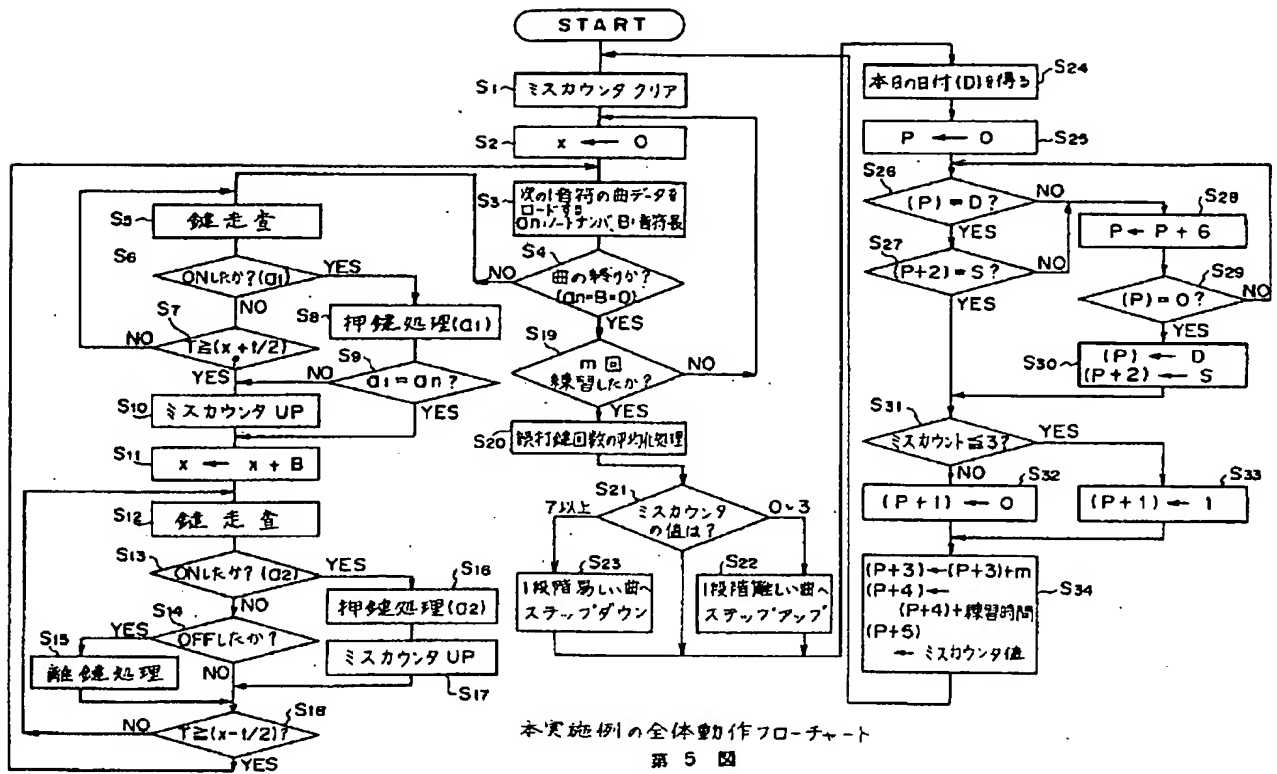 START
S1
ミスカウンタ クリア
S2
x ← 0
S3
次の1音符の曲データを
ロードする
an:ノートナンバ、B:音符長
S4
曲の終りか?
(an=B=0)
NO
YES
S5
鍵走査
S6
ONしたか?(a1)
YES
NO
S7
T≧(x+t/2)
NO
YES
S8
押鍵処理(a1)
S9
a1=an?
NO
YES
S10
ミスカウンタ UP
S11
x ← x + B
S12
鍵走査
S13
ONしたか?(a2)
YES
NO
S14
OFFしたか?
YES
NO
S15
離鍵処理
S16
押鍵処理(a2)
ミスカウンタ UP
S17
S18
T≧(x-t/2)?
NO
YES
S19
m回
練習したか?
NO
YES
S20
誤打鍵回数の平均化処理
S21
ミスカウンタ
の値は?
7以上
0~3
S23
1段階易しい曲へ
ステップダウン
S22
1段階難しい曲へ
ステップアップ
S24
本日の日付(D)を得る
P ← 0
S25
S26
(P)=D?
NO
YES
S27
(P+2)=S?
NO
YES
S28
P ← P + 6
S29
(P)=0?
NO
YES
S30
(P) ← D
(P+2) ← S
S31
ミスカウント≦3?
YES
NO
S32
(P+1) ← 0
S33
(P+1) ← 1
S34
(P+3)←(P+3)+m
(P+4)←
(P+4)+練習時間
(P+5)
← ミスカウンタ値
本実施例の全体動作フローチャート
第 5 図